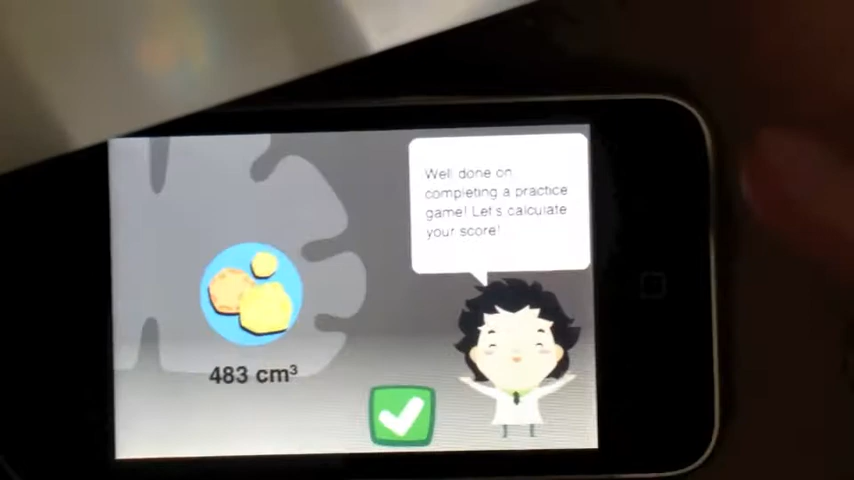 Well done on
completing a practice
game! Let's calculate
your score!
483 cm³